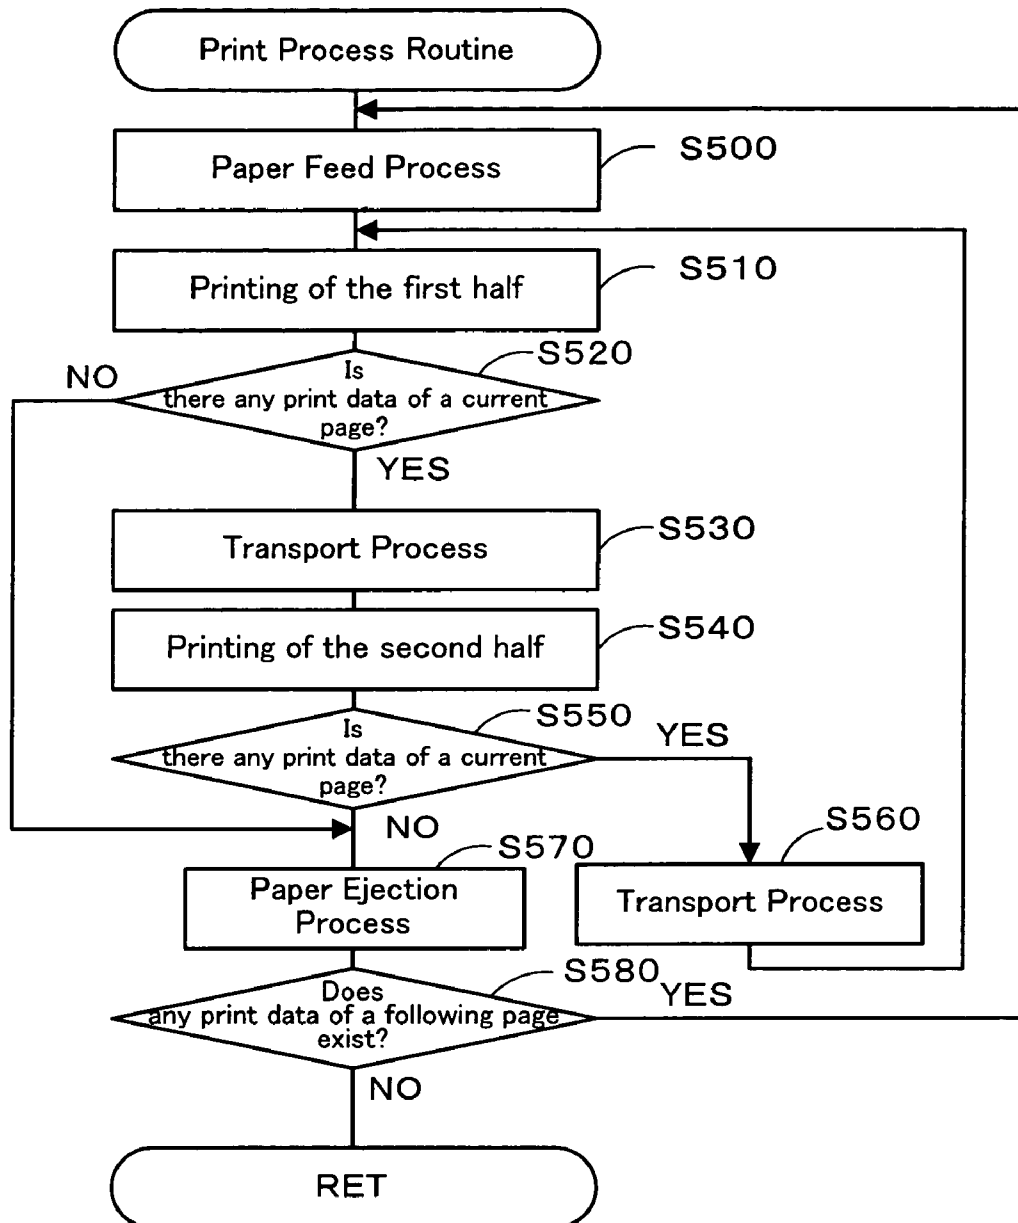 Print Process Routine
Paper Feed Process
S500
Printing of the first half
S510
S520
NO
Is
there any print data of a current
page?
YES
Transport Process
S530
Printing of the second half
S540
S550
Is
there any print data of a current
page?
YES
NO
S560
S570
Paper Ejection
Process
Transport Process
S580
Does
any print data of a following page
exist?
YES
NO
RET